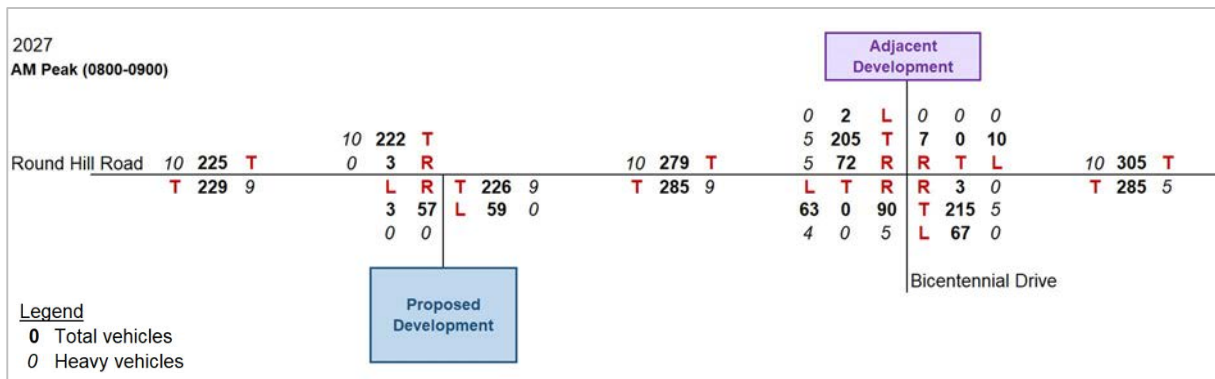 2027
AM Peak (0800-0900)
Adjacent
Development
0 2 L 0 0 0
10 222 T 5 205 T 7 0 10
Round Hill Road 10 225 T 0 3 R 10 279 T 5 72 R R T L 10 305 T
T 229 9 L R T 226 9 T 285 9 L T R R 3 0 T 285 5
3 57 L 59 0 63 0 90 T 215 5
0 0 4 0 5 L 67 0
Bicentennial Drive
Proposed
Development
Legend
0 Total vehicles
0 Heavy vehicles